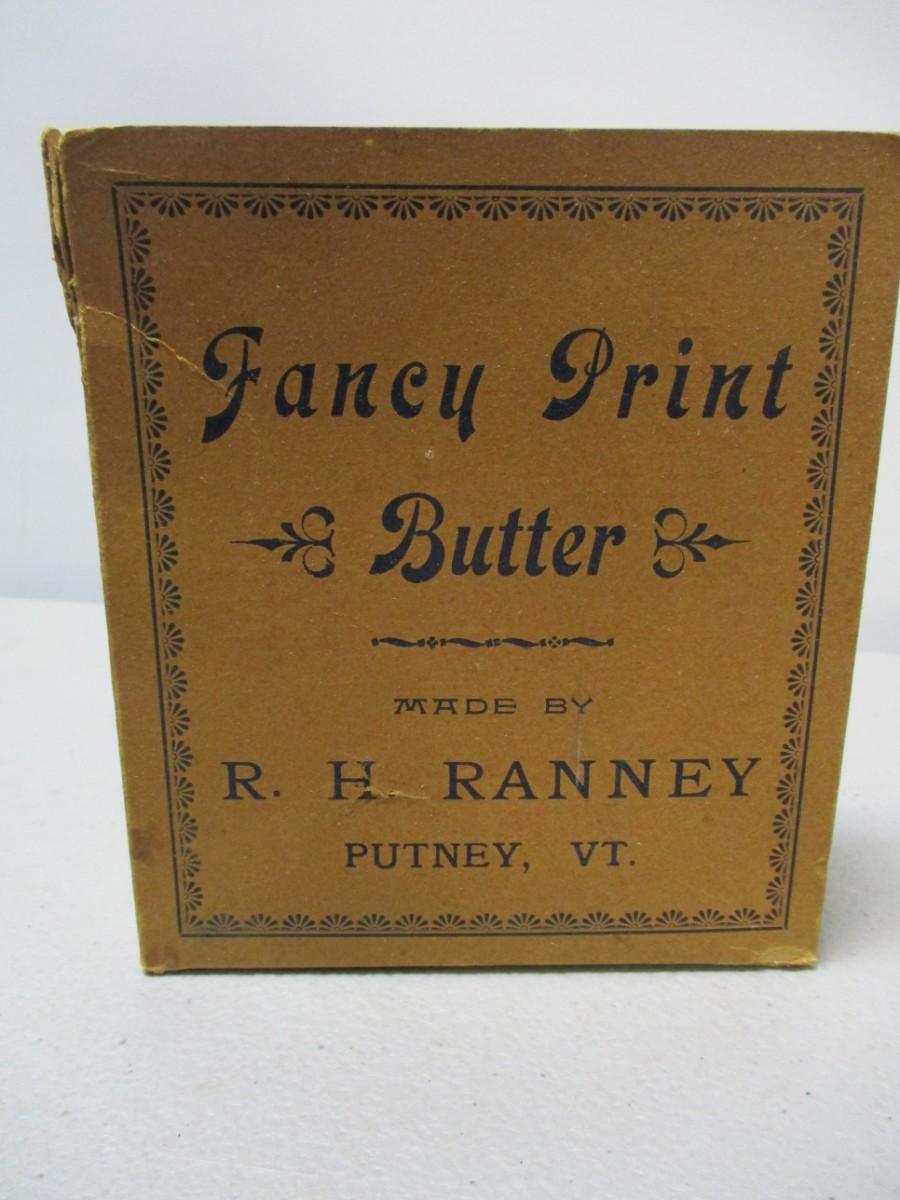 Fancy Print
Butter
MADE BY
R. H. RANNEY
PUTNEY, VT.